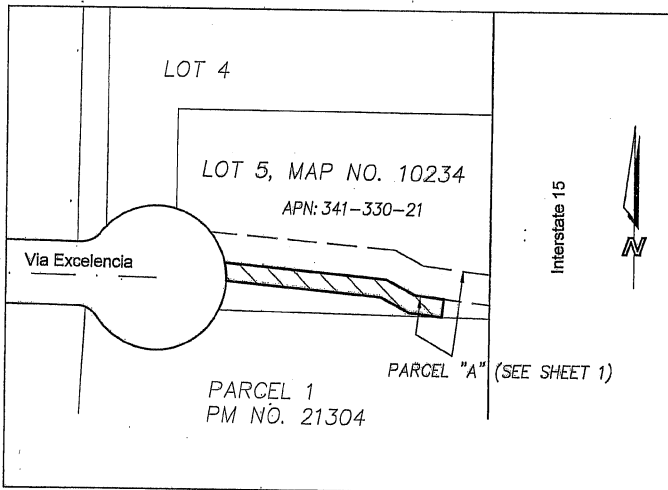 LOT 4
LOT 5, MAP NO. 10234
APN: 341-330-21
Interstate 15
N
Via Excelencia
PARCEL "A" (SEE SHEET 1)
PARCEL 1
PM NO. 21304